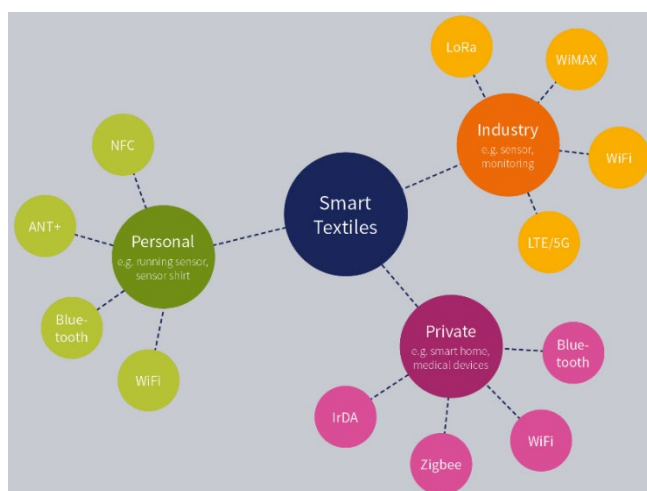 LoRa
WiMAX
Industry
e.g. sensor,
monitoring
WiFi
LTE/5G
Smart
Textiles
NFC
ANT+
Personal
e.g. running sensor,
sensor shirt
Blue-
tooth
WiFi
Private
e.g. smart home,
medical devices
Blue-
tooth
IrDA
Zigbee
WiFi